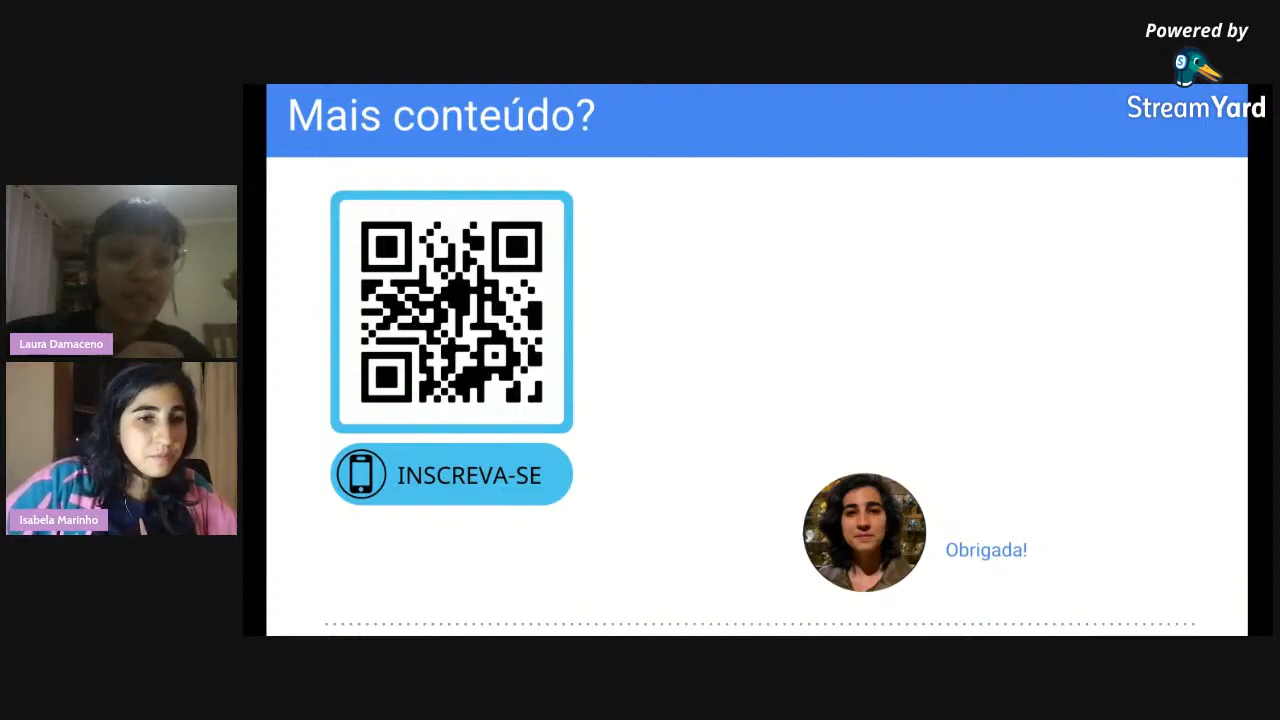 Powered by
StreamYard
Mais conteúdo?
INSCREVA-SE
Obrigada!
Laura Damaceno
Isabela Marinho